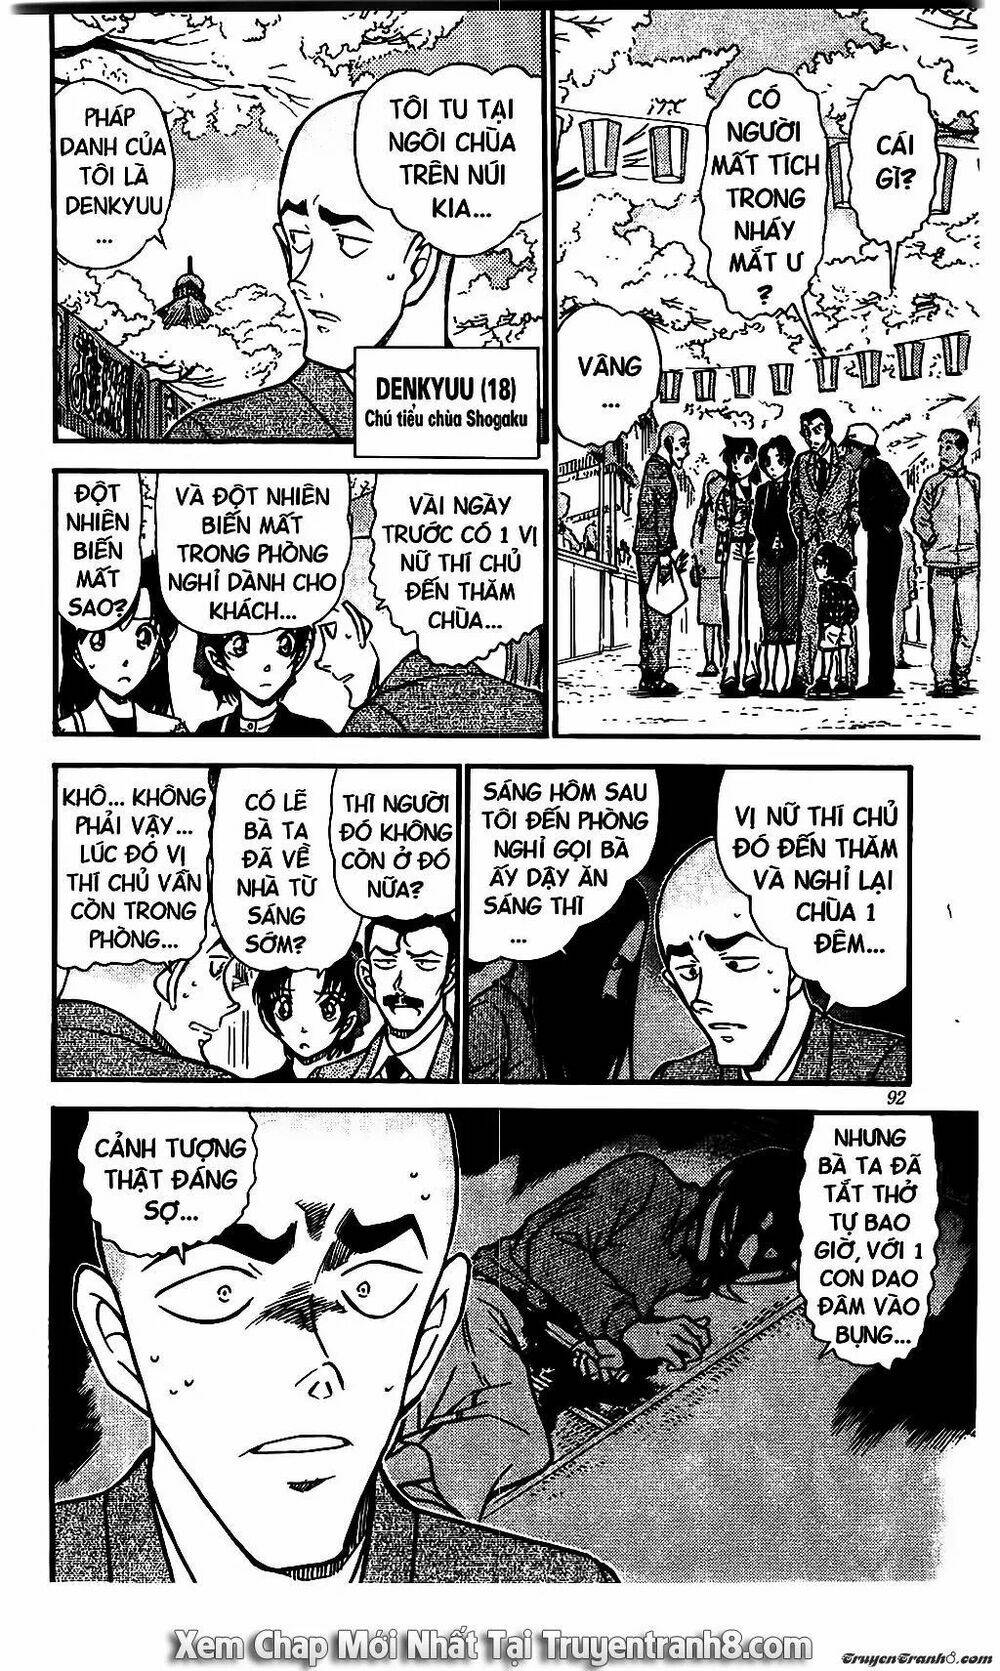 CÁI
GÌ?
CÓ
NGƯỜI
MẤT TÍCH
TRONG
NHÁY
MẮT Ư
?
VÂNG
...
TÔI TU TẠI
NGÔI CHÙA
TRÊN NÚI
KIA...
PHÁP
DANH CỦA
TÔI LÀ
DENKYUU
...
DENKYUU (18)
Chú tiểu chùa Shogaku
VÀI NGÀY
TRƯỚC CÓ 1 VỊ
NỮ THÍ CHỦ
ĐẾN THĂM
CHÙA...
VÀ ĐỘT NHIÊN
BIẾN MẤT
TRONG PHÒNG
NGHỈ DÀNH CHO
KHÁCH...
ĐỘT
NHIÊN
BIẾN
MẤT
SAO?
VỊ NỮ THÍ CHỦ
ĐÓ ĐẾN THĂM
VÀ NGHỈ LẠI
CHÙA 1
ĐÊM...
SÁNG HÔM SAU
TÔI ĐẾN PHÒNG
NGHỈ GỌI BÀ
ẤY DẬY ĂN
SÁNG THÌ
...
THÌ NGƯỜI
ĐÓ KHÔNG
CÒN Ở ĐÓ
NỮA?
CÓ LẼ
BÀ TA
ĐÃ VỀ
NHÀ TỪ
SÁNG
SỚM?
KHÔ... KHÔNG
PHẢI VẬY...
LÚC ĐÓ VỊ
THÍ CHỦ VẪN
CÒN TRONG
PHÒNG...
92
NHƯNG
BÀ TA ĐÃ
TẮT THỞ
TỰ BAO
GIỜ, VỚI 1
CON DAO
ĐÂM VÀO
BỤNG...
CẢNH TƯỢNG
THẬT ĐÁNG
SỢ...
Xem Chap Mới Nhất Tại Truyentranh8.com
TruyenTranh8.com